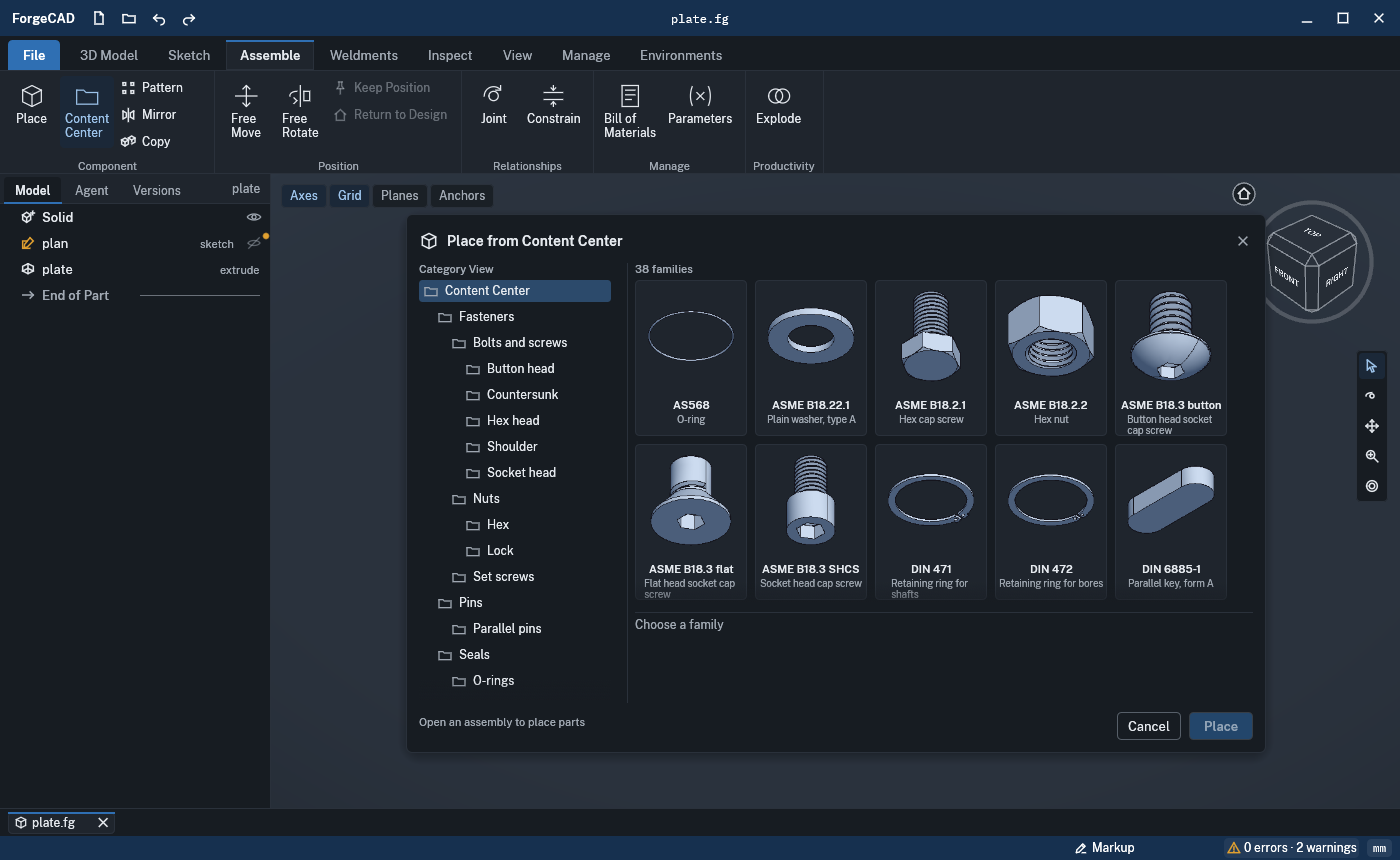 ForgeCAD
plate.fg
File 3D Model Sketch Assemble Weldments Inspect View Manage Environments
Place
Content Center
Pattern
Mirror
Copy
Component
Free Move
Free Rotate
Keep Position
Return to Design
Position
Joint
Constrain
Relationships
Bill of Materials
Parameters
Manage
Explode
Productivity
Model Agent Versions plate
Solid
plan sketch
plate extrude
End of Part
Axes Grid Planes Anchors
TOP
FRONT
RIGHT
Place from Content Center
Category View
Content Center
Fasteners
Bolts and screws
Button head
Countersunk
Hex head
Shoulder
Socket head
Nuts
Hex
Lock
Set screws
Pins
Parallel pins
Seals
O-rings
38 families
AS568
O-ring
ASME B18.22.1
Plain washer, type A
ASME B18.2.1
Hex cap screw
ASME B18.2.2
Hex nut
ASME B18.3 button
Button head socket
cap screw
ASME B18.3 flat
Flat head socket cap
screw
ASME B18.3 SHCS
Socket head cap screw
DIN 471
Retaining ring for
shafts
DIN 472
Retaining ring for bores
DIN 6885-1
Parallel key, form A
Choose a family
Open an assembly to place parts
Cancel Place
plate.fg
Markup
0 errors · 2 warnings
mm